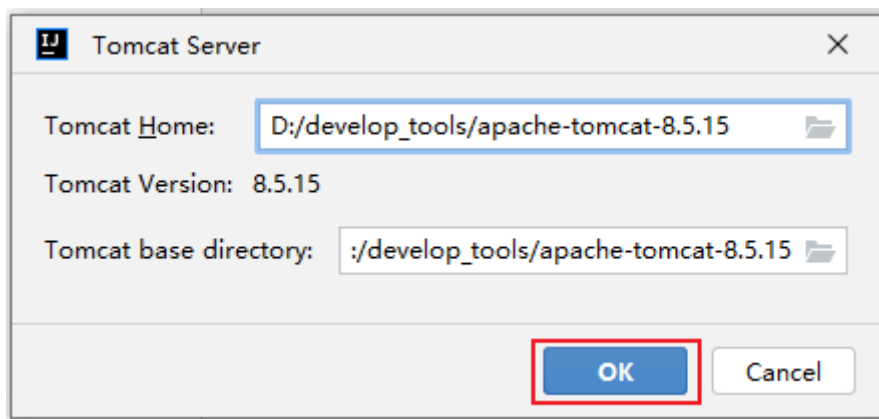 IJ Tomcat Server
Tomcat Home: D:/develop_tools/apache-tomcat-8.5.15
Tomcat Version: 8.5.15
Tomcat base directory: :/develop_tools/apache-tomcat-8.5.15
OK Cancel